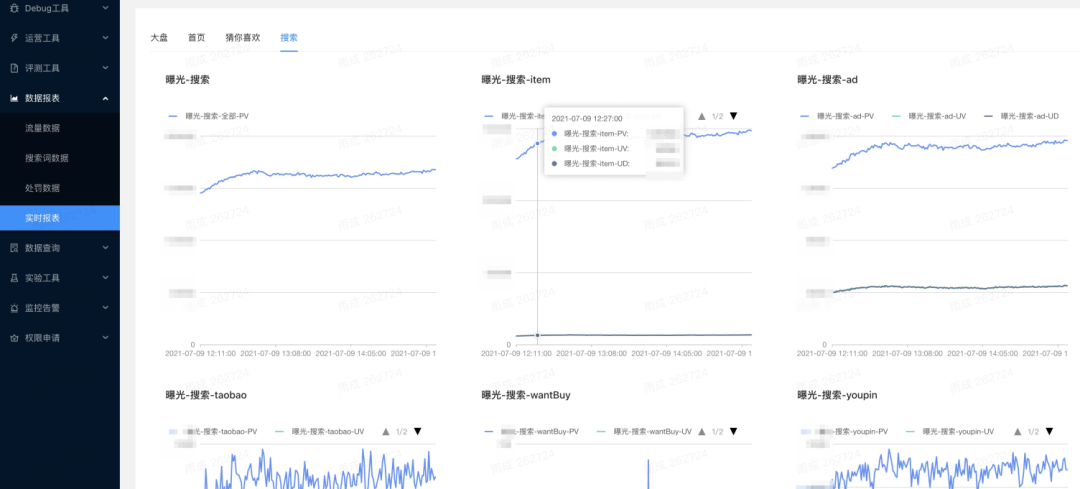 Debug工具
运营工具
评测工具
数据报表
流量数据
搜索词数据
处罚数据
实时报表
数据查询
实验工具
监控告警
权限申请
大盘 首页 猜你喜欢 搜索
曝光-搜索
曝光-搜索-全部-PV
0
2021-07-09 12:11:00 2021-07-09 13:08:00 2021-07-09 14:05:00 2021-07-09 1
曝光-搜索-item
曝光-搜索-ite 1/2
2021-07-09 12:27:00
曝光-搜索-item-PV:
曝光-搜索-item-UV:
曝光-搜索-item-UD:
0
2021-07-09 12:11:00 2021-07-09 13:08:00 2021-07-09 14:05:00 2021-07-09 1
曝光-搜索-ad
曝光-搜索-ad-PV 曝光-搜索-ad-UV 曝光-搜索-ad-UD
0
2021-07-09 12:11:00 2021-07-09 13:08:00 2021-07-09 14:05:00 2021-07-09 1
曝光-搜索-taobao
光-搜索-taobao-PV 曝光-搜索-taobao-UV 1/2
曝光-搜索-wantBuy
-搜索-wantBuy-PV 曝光-搜索-wantBuy-UV 1/2
曝光-搜索-youpin
-搜索-youpin-PV 曝光-搜索-youpin-UV 1/2
雨成 262724